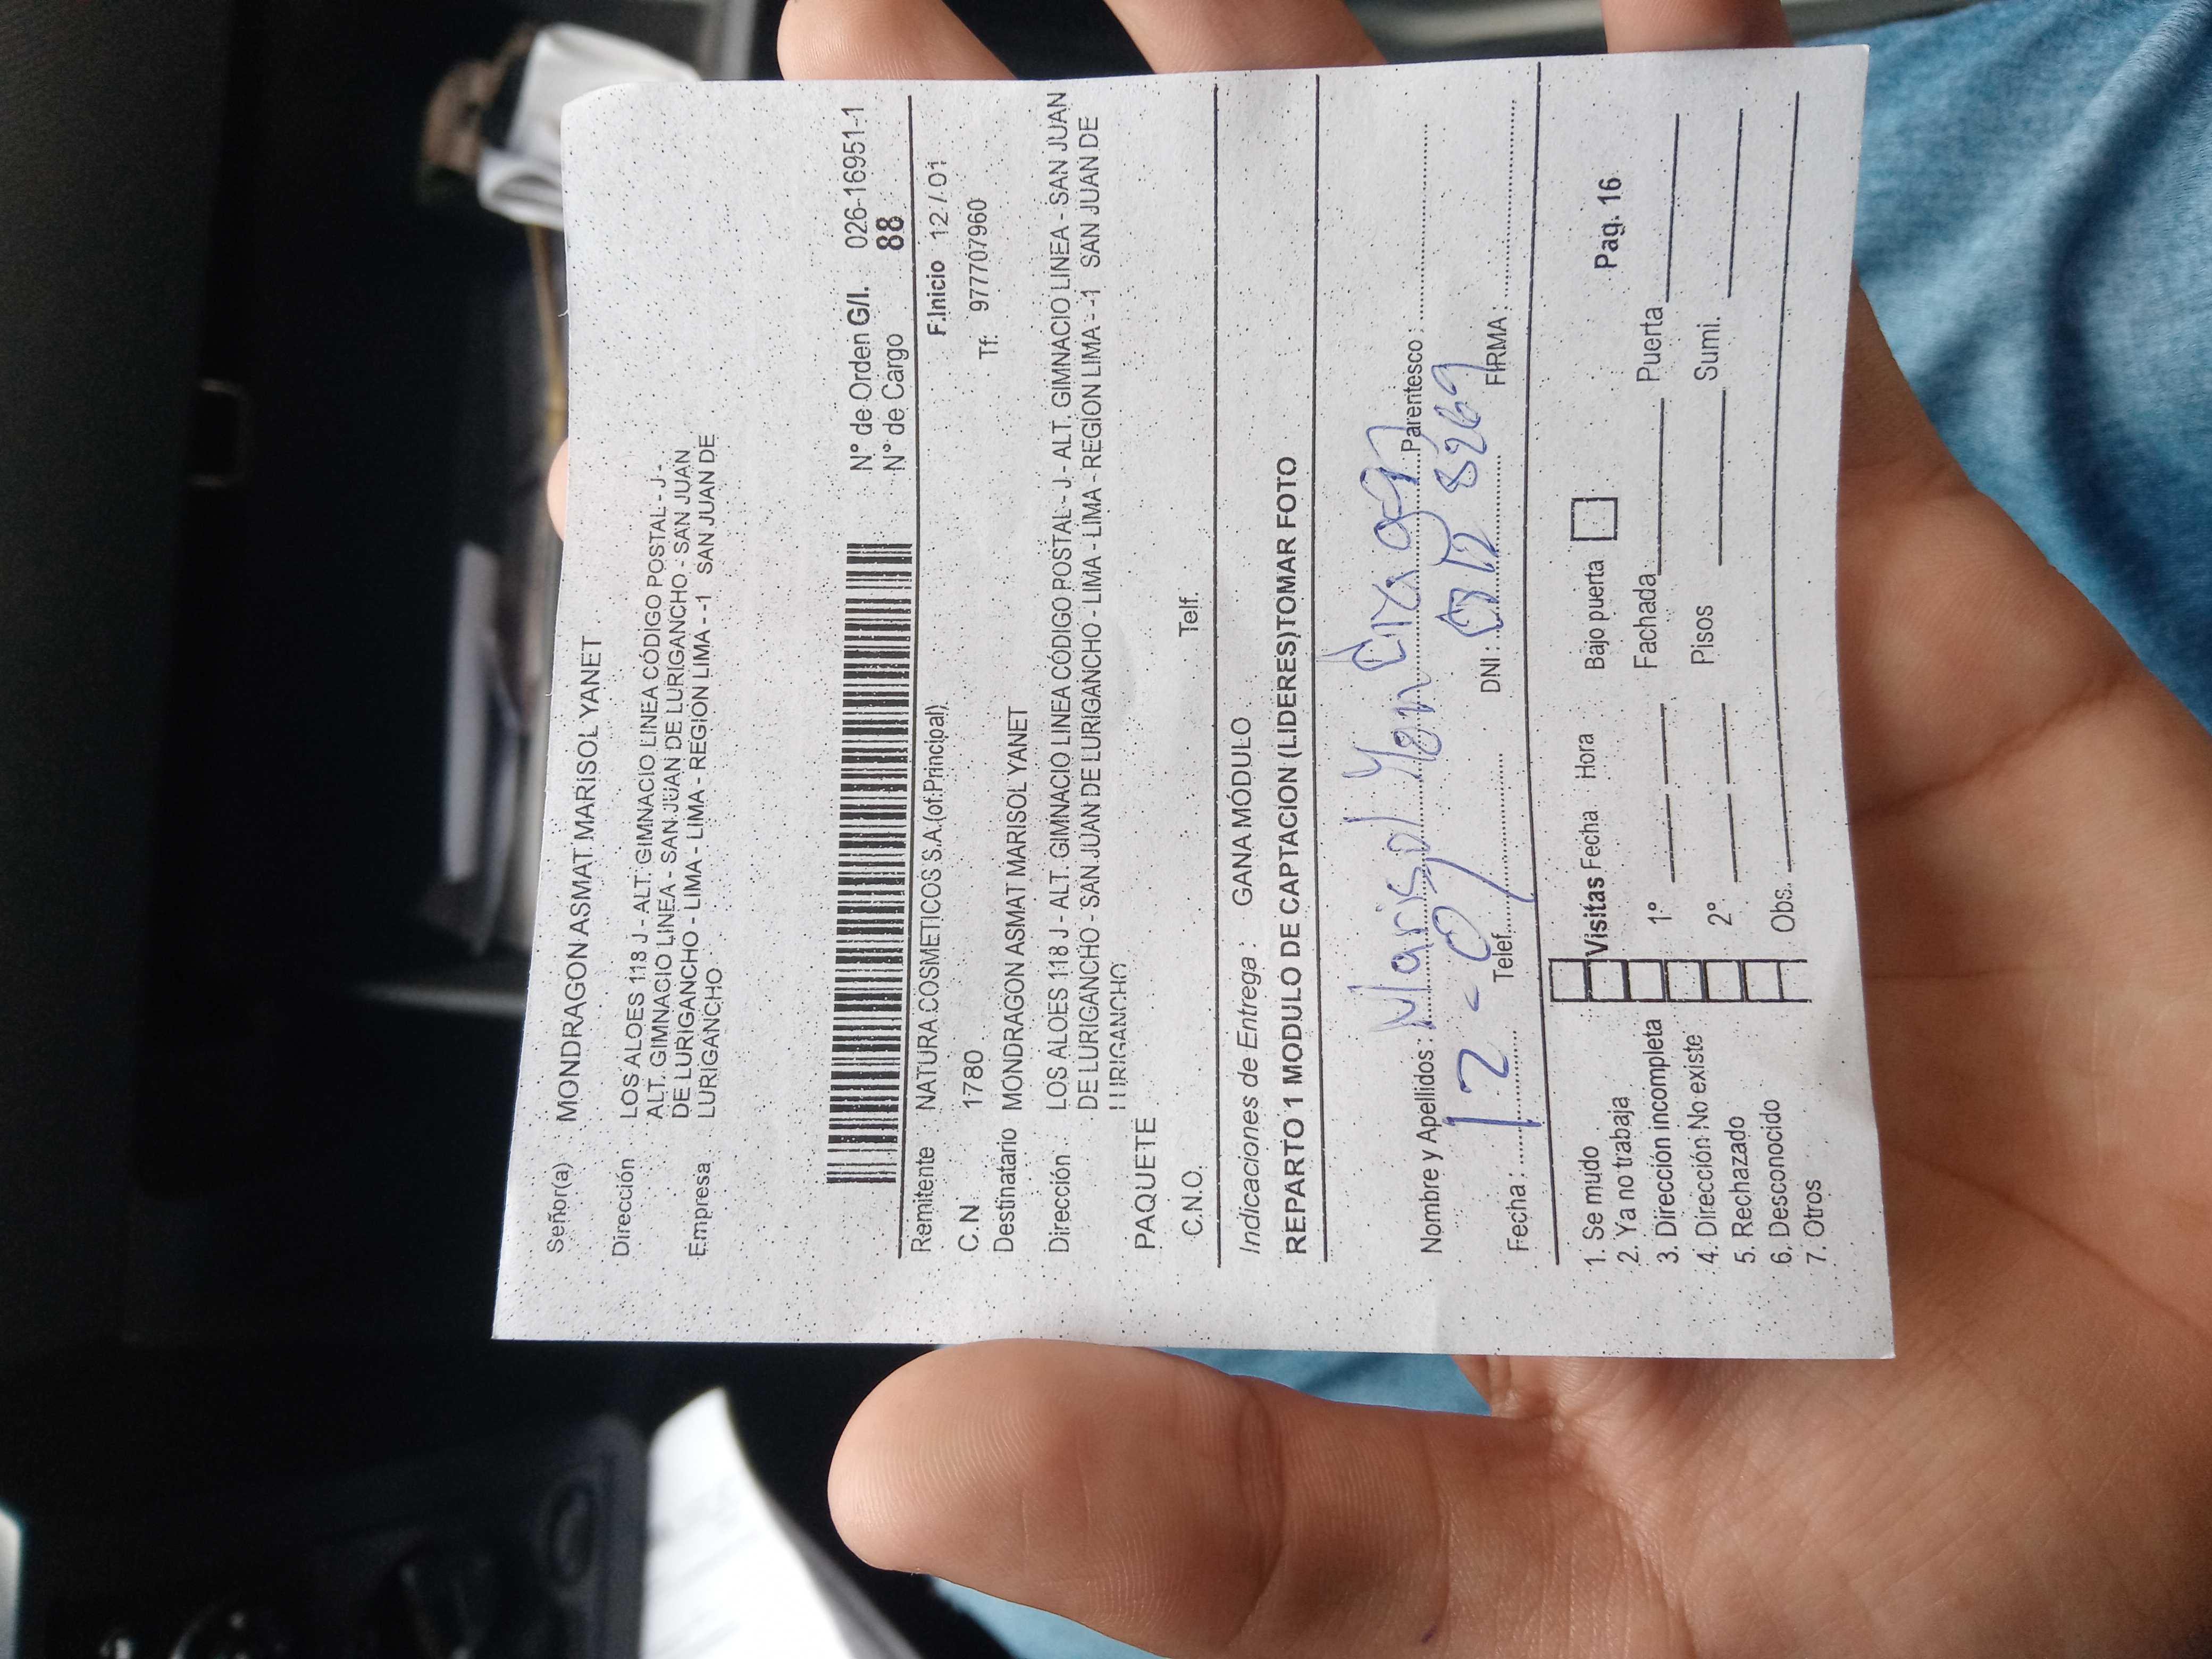 Señor(a) MONDRAGON ASMAT MARISOL YANET
Dirección LOS ALOES 118 J - ALT. GIMNACIO LINEA CÓDIGO POSTAL - J -
ALT. GIMNACIO LINEA - SAN JUAN DE LURIGANCHO - SAN JUAN
DE LURIGANCHO - LIMA - LIMA - REGION LIMA - -1 SAN JUAN DE
Empresa LURIGANCHO
N° de Orden G/I. 026-16951-1
N° de Cargo 88
Remitente NATURA COSMETICOS S.A.(of.Principal) F.Inicio 12 / 01
C.N 1780 Tf. 977707960
Destinatario MONDRAGON ASMAT MARISOL YANET
Dirección LOS ALOES 118 J - ALT. GIMNACIO LINEA CÓDIGO POSTAL - J - ALT. GIMNACIO LINEA - SAN JUAN
DE LURIGANCHO - SAN JUAN DE LURIGANCHO - LIMA - LIMA - REGION LIMA - -1 SAN JUAN DE
LURIGANCHO
PAQUETE
C.N.O. Telf.
Indicaciones de Entrega : GANA MÓDULO
REPARTO 1 MODULO DE CAPTACION (LIDERES)TOMAR FOTO
Nombre y Apellidos : Marisol Parentesco :
Fecha : 12 - 01 Telef. DNI : FIRMA :
1. Se mudo
2. Ya no trabaja
3. Dirección incompleta
4. Dirección No existe
5. Rechazado
6. Desconocido
7. Otros
Visitas Fecha Hora Bajo puerta Pag. 16
1° Fachada Puerta
2° Pisos Sumi.
Obs.